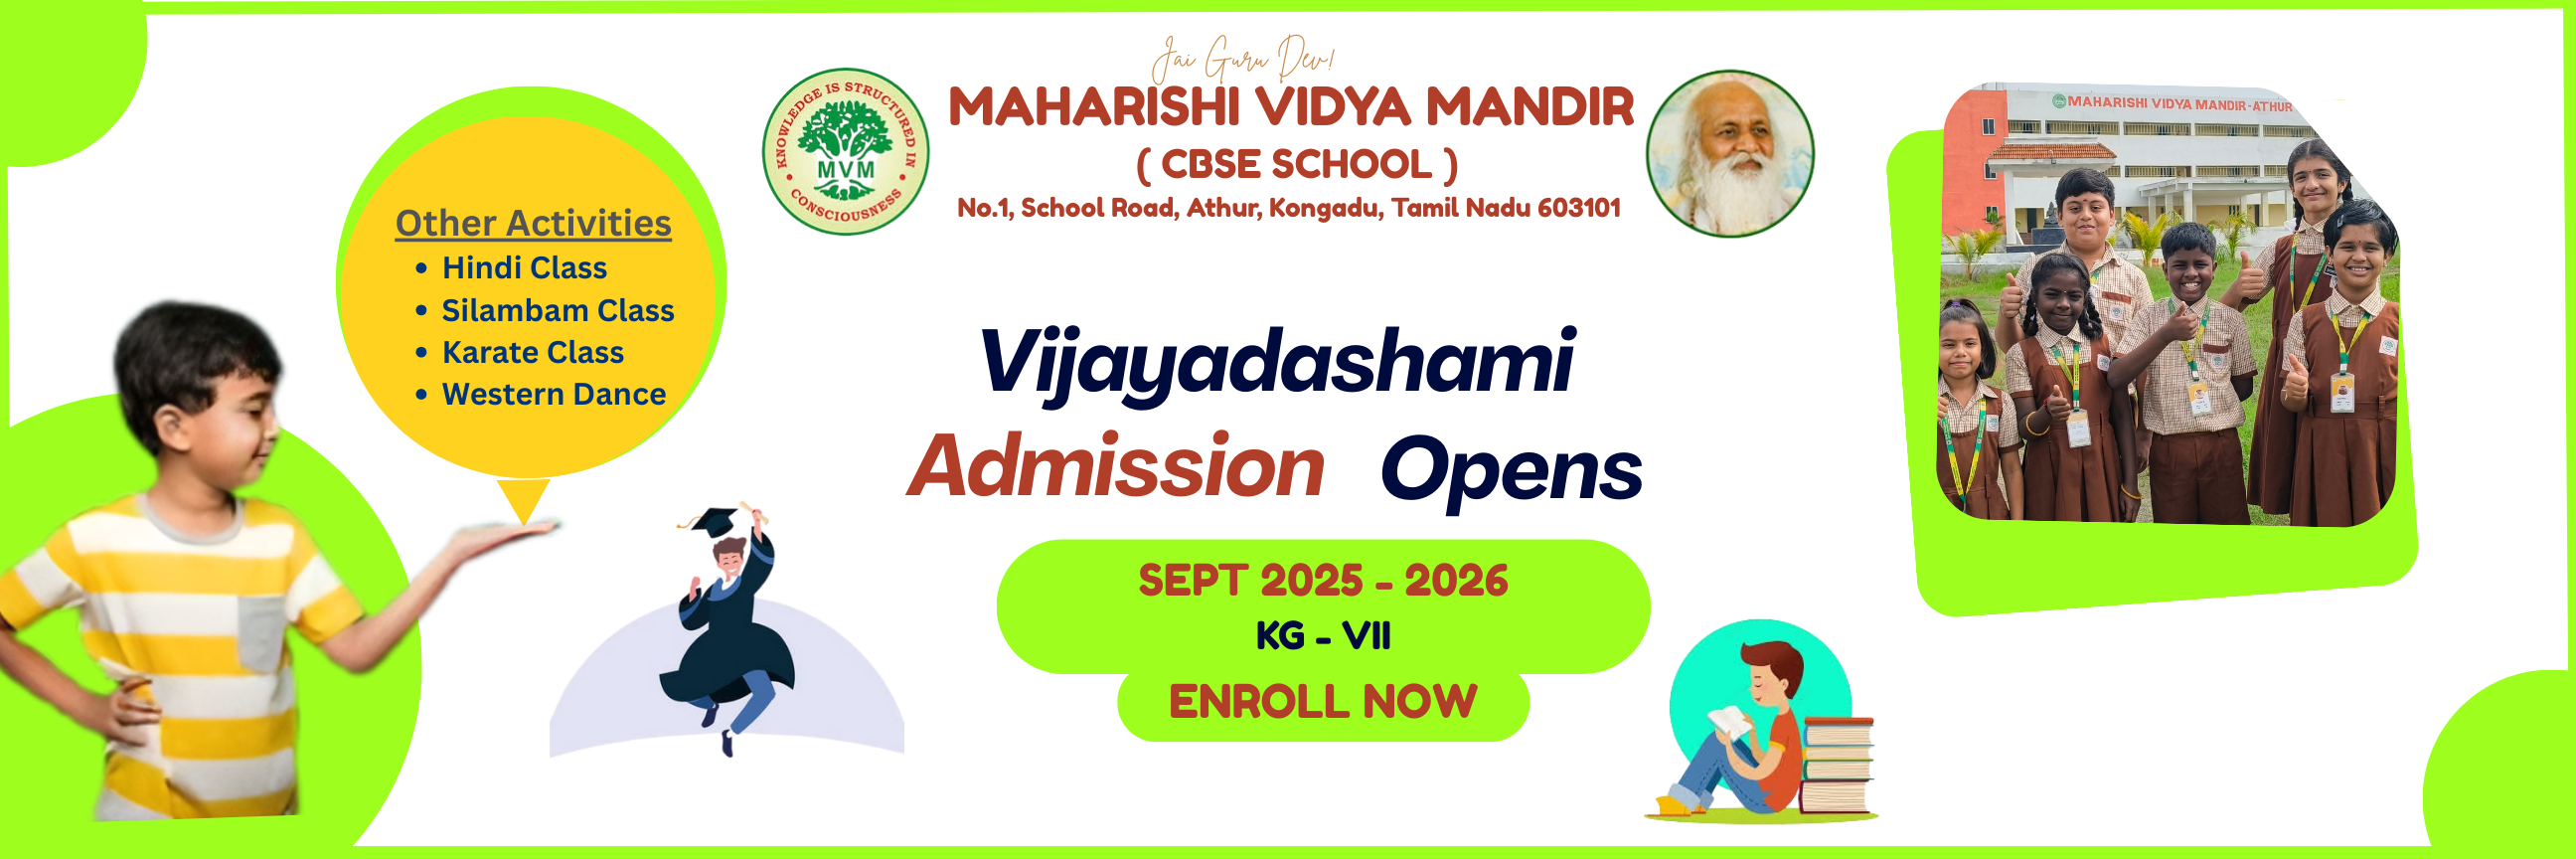 Jai Guru Dev!
KNOWLEDGE IS STRUCTURED IN
MVM
CONSCIOUSNESS
MAHARISHI VIDYA MANDIR
( CBSE SCHOOL )
No.1, School Road, Athur, Kongadu, Tamil Nadu 603101
MAHARISHI VIDYA MANDIR-ATHUR
Other Activities
• Hindi Class
• Silambam Class
• Karate Class
• Western Dance
Vijayadashami
Admission Opens
SEPT 2025 - 2026
KG - VII
ENROLL NOW